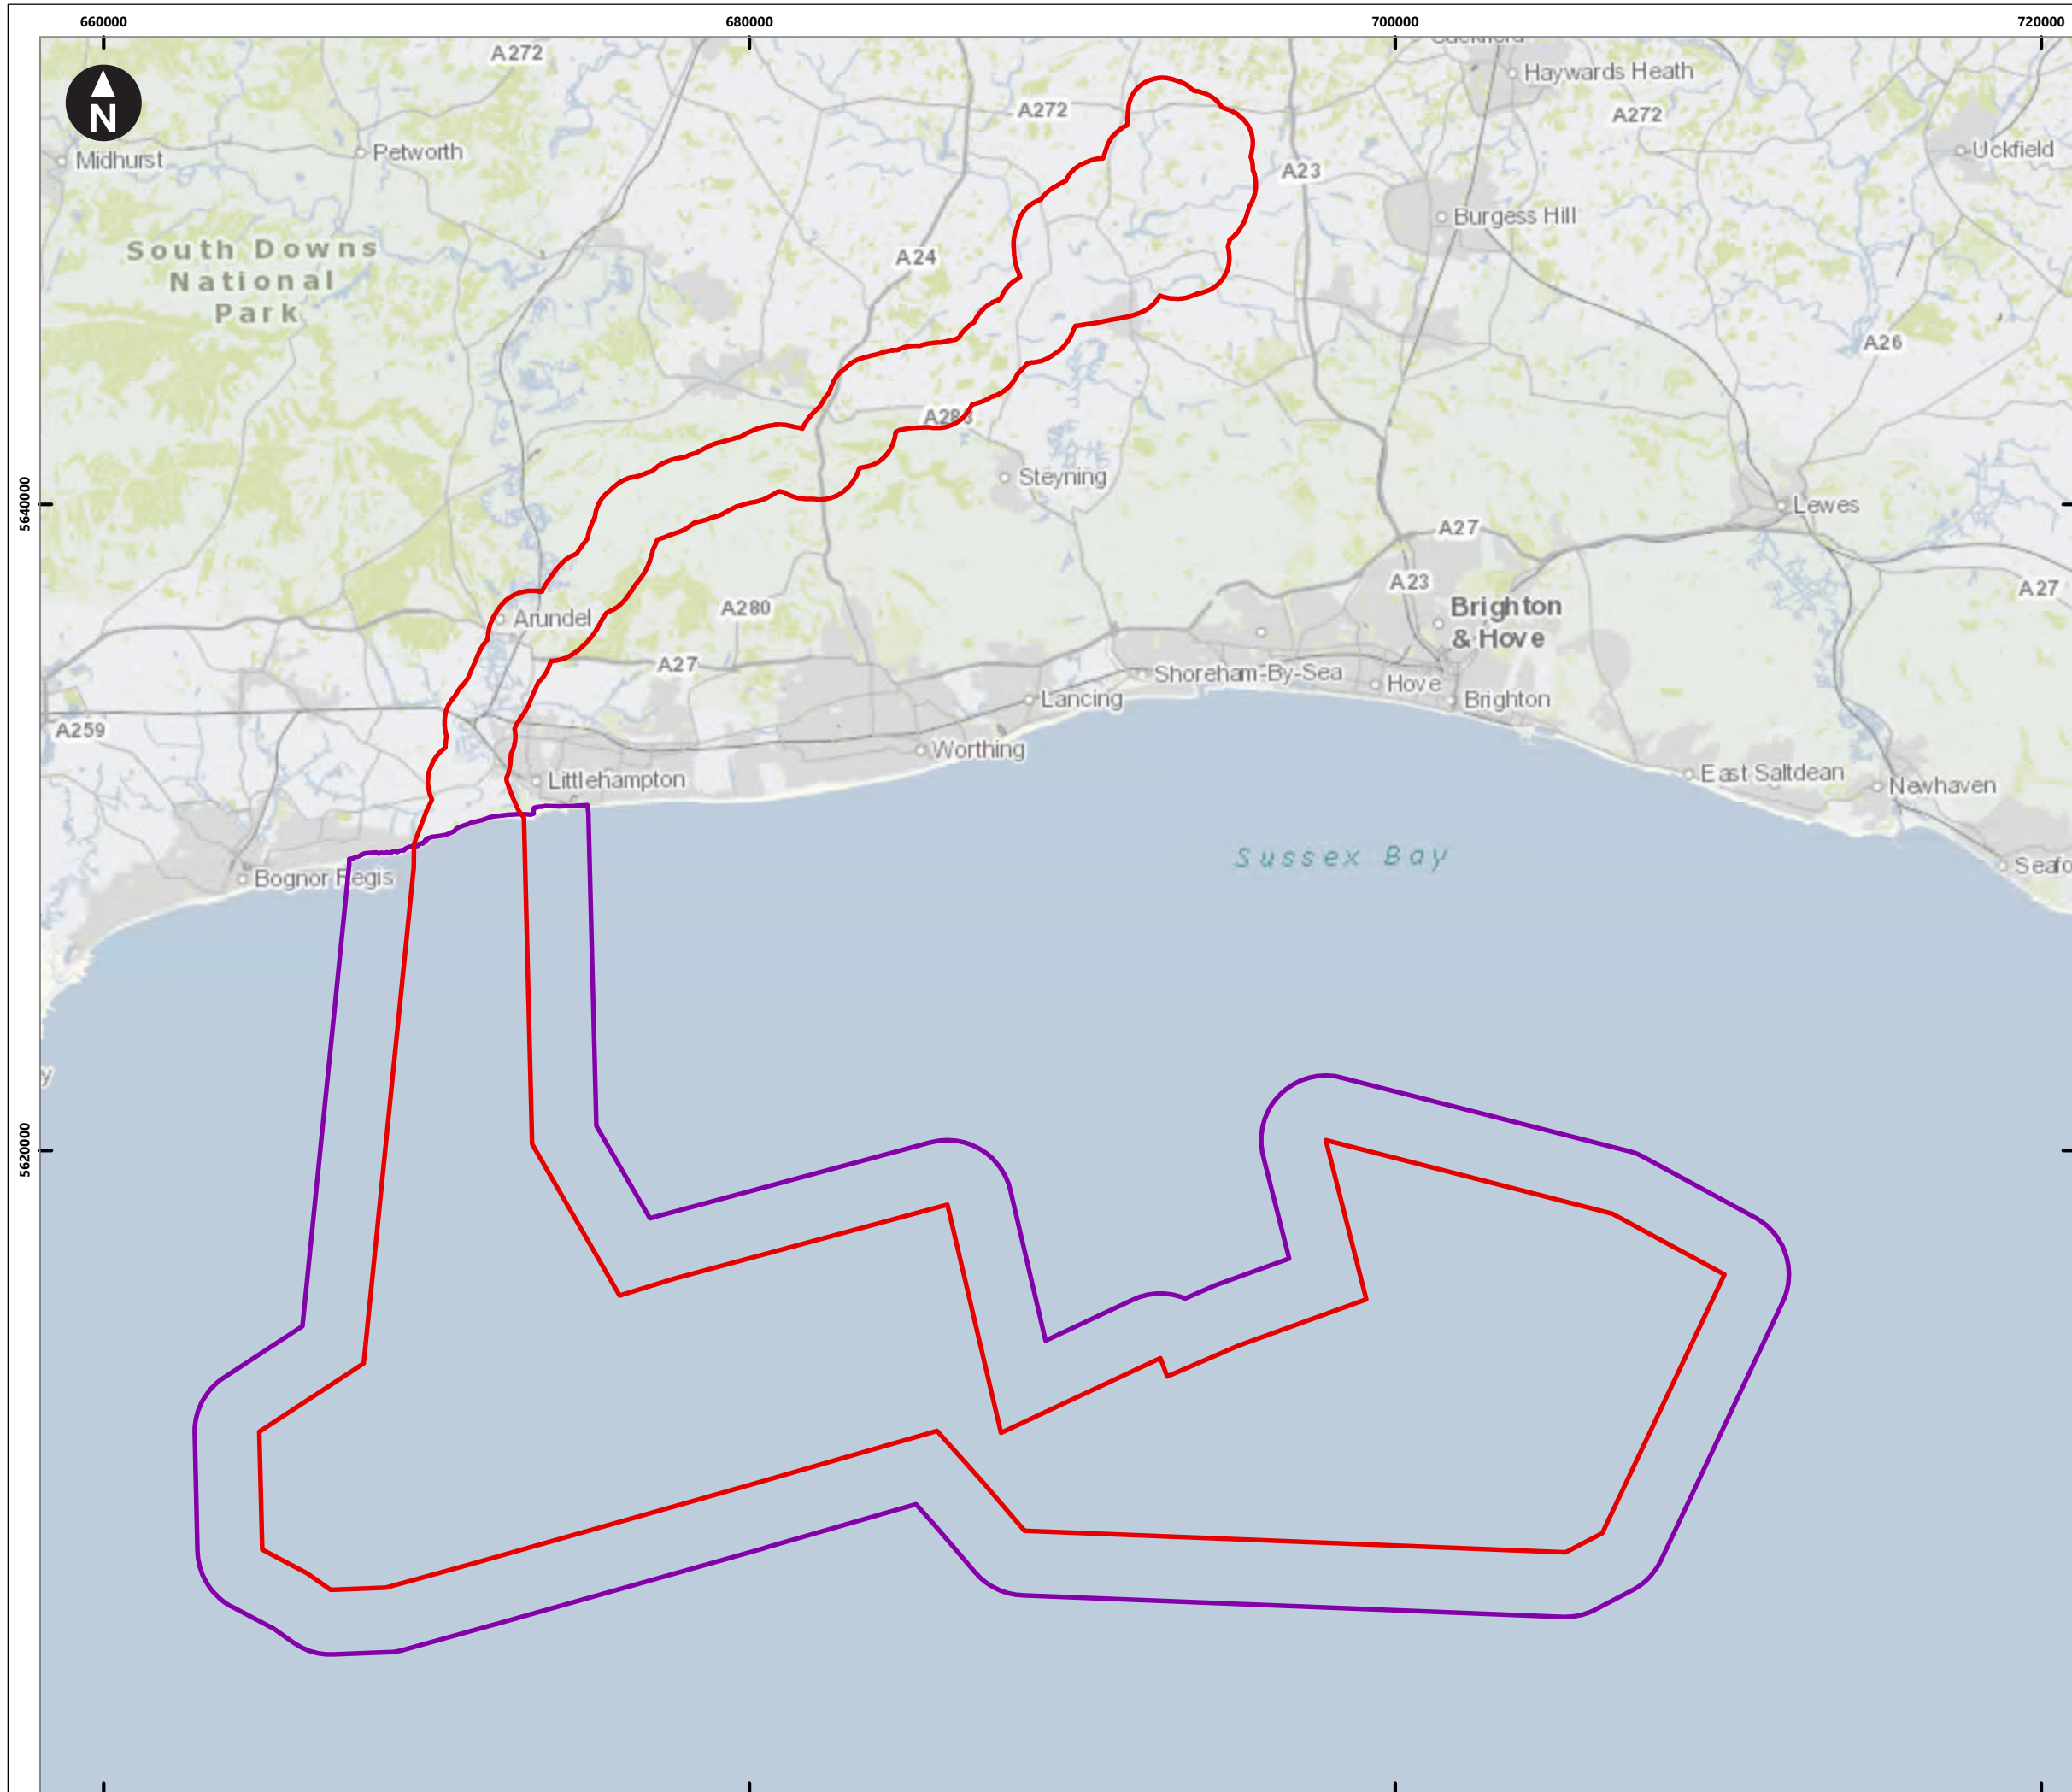 660000
680000
700000
720000
N
A272
Haywards Heath
A272
A272
Midhurst
Petworth
Uckfield
A23
Burgess Hill
South Downs
National
Park
A24
A26
A283
Steyning
5640000
Lewes
A27
A23
A27
Arundel
A280
Brighton
& Hove
A27
Shoreham-By-Sea
Hove
Lancing
Brighton
A259
Worthing
Littlehampton
East Saltdean
Newhaven
Sussex Bay
Bognor Regis
Seafo
y
5620000